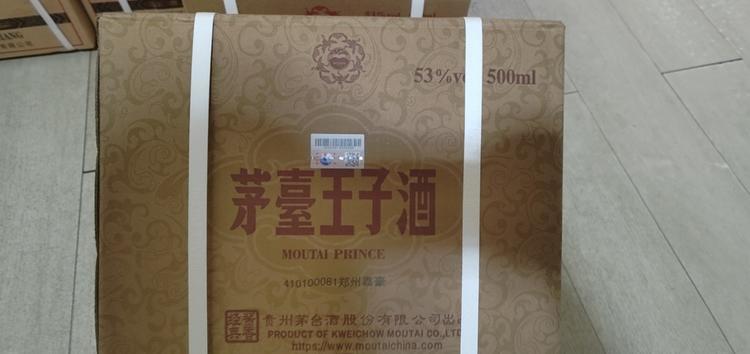 53%vo 500ml
茅臺王子酒
MOUTAI PRINCE
410100081郑州嘉豪
贵州茅台酒股份有限公司出品
PRODUCT OF KWEICHOW MOUTAI CO.,LTD
https://www.moutaichina.com